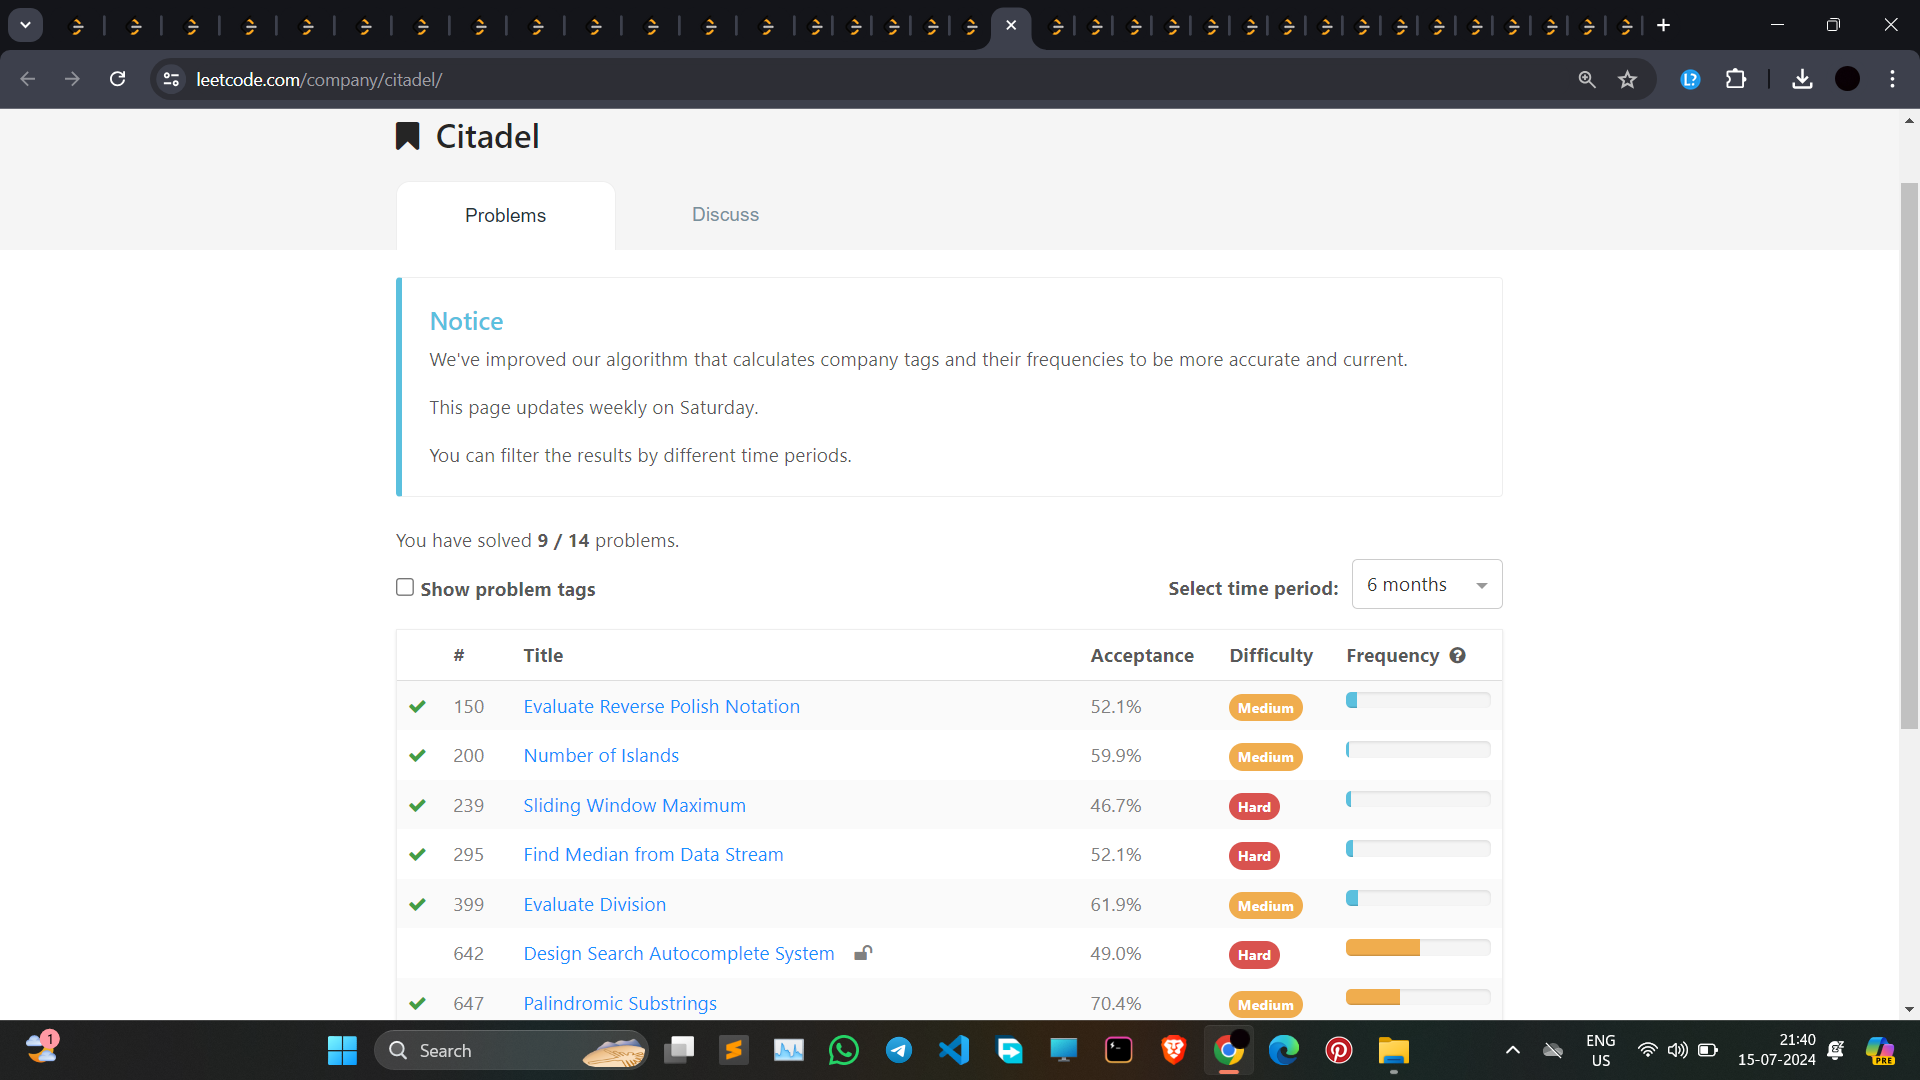 leetcode.com/company/citadel/
L?
Citadel
Problems
Discuss
Notice
We've improved our algorithm that calculates company tags and their frequencies to be more accurate and current.
This page updates weekly on Saturday.
You can filter the results by different time periods.
You have solved 9 / 14 problems.
Show problem tags
Select time period:
6 months
# Title Acceptance Difficulty Frequency ?
150 Evaluate Reverse Polish Notation 52.1% Medium
200 Number of Islands 59.9% Medium
239 Sliding Window Maximum 46.7% Hard
295 Find Median from Data Stream 52.1% Hard
399 Evaluate Division 61.9% Medium
642 Design Search Autocomplete System 49.0% Hard
647 Palindromic Substrings 70.4% Medium
1
Search
ENG
US
21:40
15-07-2024
PRE